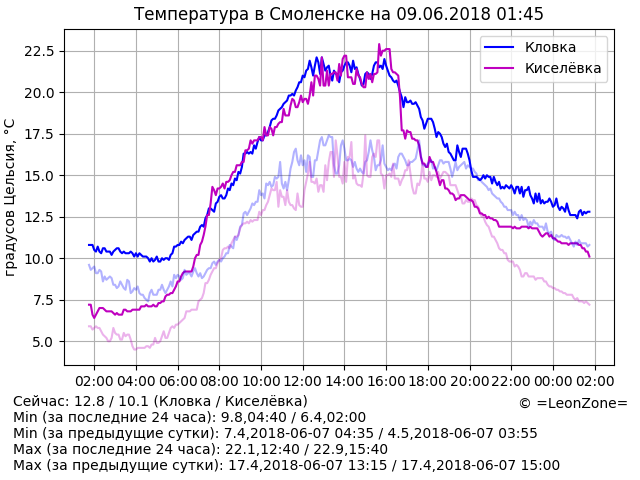 Температура в Смоленске на 09.06.2018 01:45
Кловка
Киселёвка
градусов Цельсия, °C
22.5
20.0
17.5
15.0
12.5
10.0
7.5
5.0
02:00 04:00 06:00 08:00 10:00 12:00 14:00 16:00 18:00 20:00 22:00 00:00 02:00
Сейчас: 12.8 / 10.1 (Кловка / Киселёвка)
© =LeonZone=
Min (за последние 24 часа): 9.8,04:40 / 6.4,02:00
Min (за предыдущие сутки): 7.4,2018-06-07 04:35 / 4.5,2018-06-07 03:55
Max (за последние 24 часа): 22.1,12:40 / 22.9,15:40
Max (за предыдущие сутки): 17.4,2018-06-07 13:15 / 17.4,2018-06-07 15:00